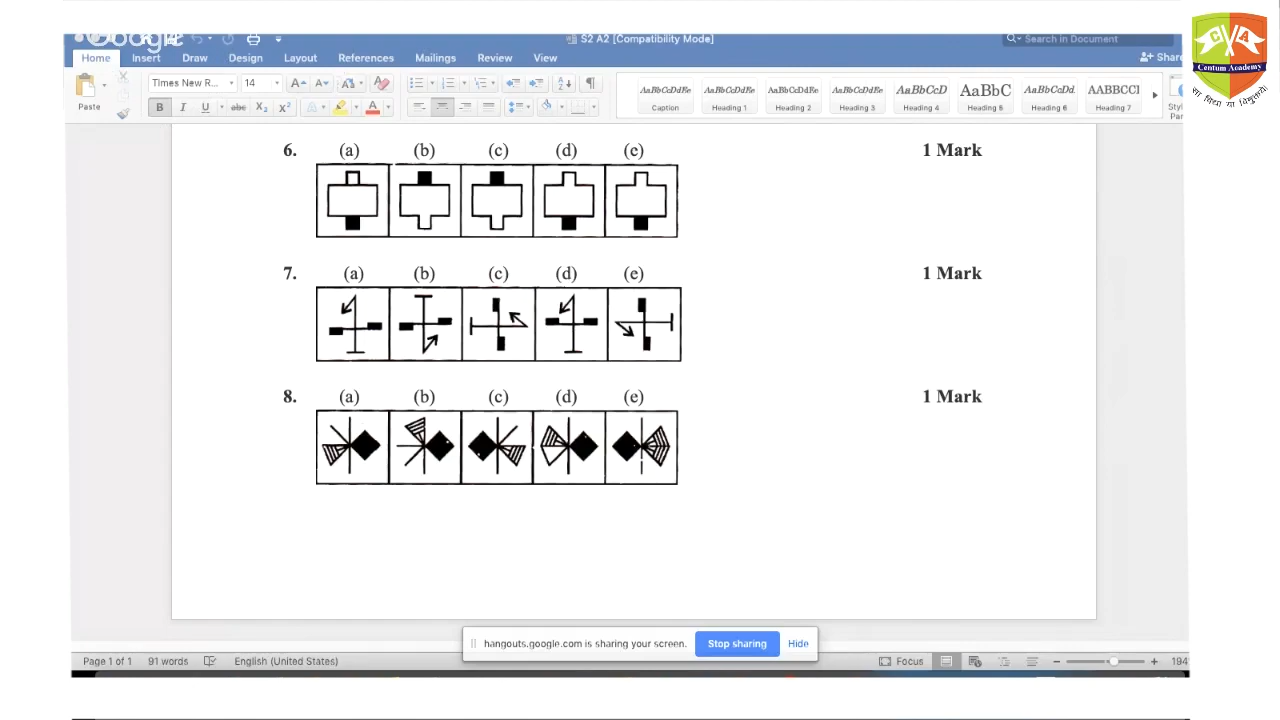 Google
S2 A2 [Compatibility Mode]
Search in Document
Home Insert Draw Design Layout References Mailings Review View
Share
Times New R... 14
Paste
AaBbCcDdEe AaBbCcDdEe AaBbCcDdEe AaBbCcDdEe AaBbCcD AaBbC AaBbCcDd. AABBCCI
Caption Heading 1 Heading 2 Heading 3 Heading 4 Heading 5 Heading 6 Heading 7
CVA
Centum Academy
6. (a) (b) (c) (d) (e) 1 Mark
7. (a) (b) (c) (d) (e) 1 Mark
8. (a) (b) (c) (d) (e) 1 Mark
hangouts.google.com is sharing your screen. Stop sharing Hide
Page 1 of 1 91 words English (United States) Focus